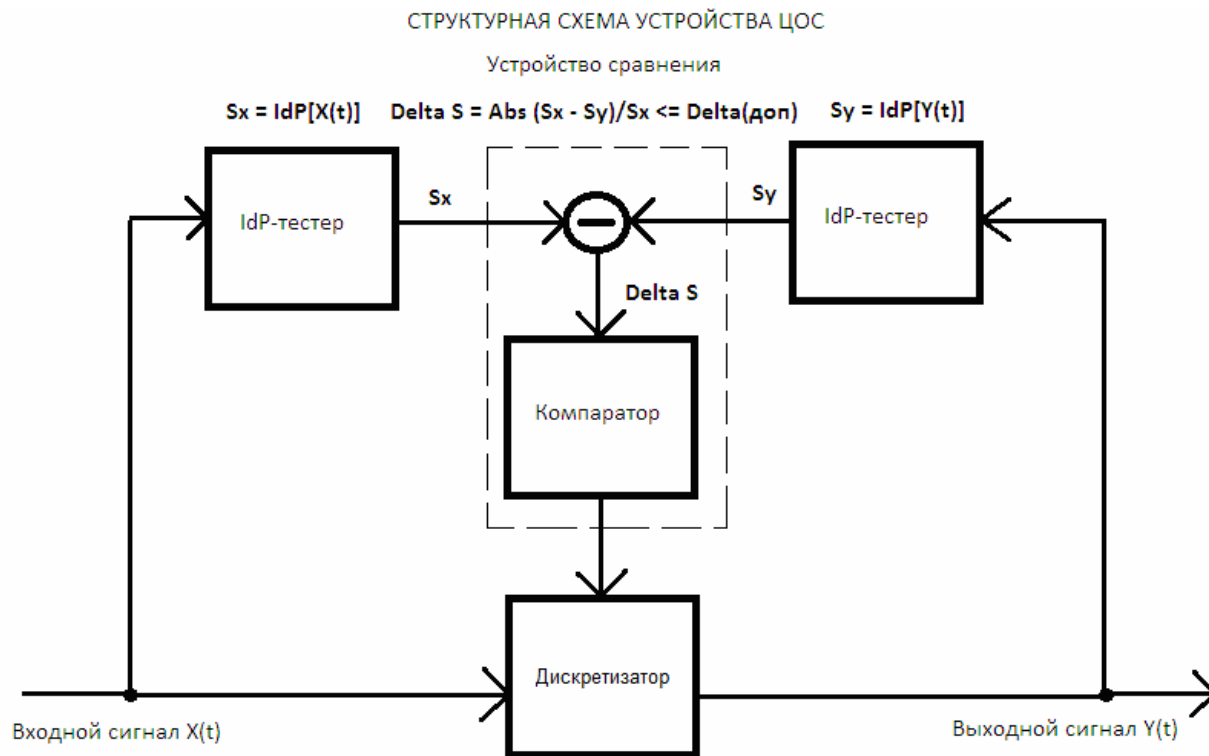 СТРУКТУРНАЯ СХЕМА УСТРОЙСТВА ЦОС
Устройство сравнения
Sx = IdP[X(t)]
Delta S = Abs (Sx - Sy)/Sx <= Delta(доп)
Sy = IdP[Y(t)]
IdP-тестер
Sx
Sy
IdP-тестер
Delta S
Компаратор
Дискретизатор
Входной сигнал X(t)
Выходной сигнал Y(t)